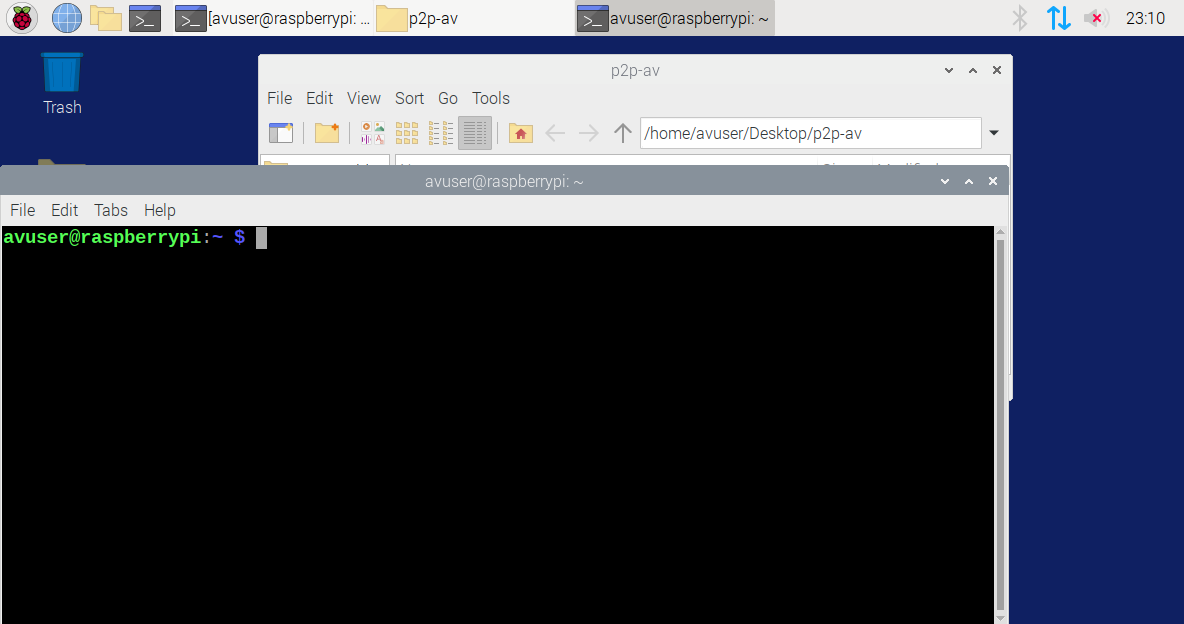 [avuser@raspberrypi: ... p2p-av avuser@raspberrypi: ~ 23:10
Trash
p2p-av
File Edit View Sort Go Tools
/home/avuser/Desktop/p2p-av
avuser@raspberrypi: ~
File Edit Tabs Help
avuser@raspberrypi:~ $